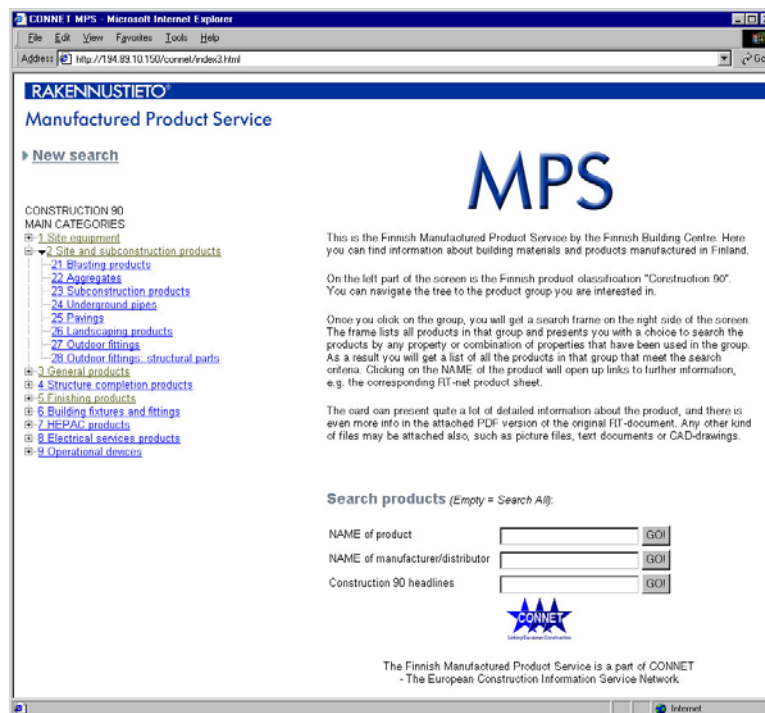 CONNET MPS - Microsoft Internet Explorer
File Edit View Favorites Tools Help
Address http://194.89.10.150/connet/index3.html Go
RAKENNUSTIETO®
Manufactured Product Service
New search
MPS
CONSTRUCTION 90
MAIN CATEGORIES
1 Site equipment
2 Site and subconstruction products
21 Blasting products
22 Aggregates
23 Subconstruction products
24 Underground pipes
25 Pavings
26 Landscaping products
27 Outdoor fittings
28 Outdoor fittings: structural parts
3 General products
4 Structure completion products
5 Finishing products
6 Building fixtures and fittings
7 HEPAC products
8 Electrical services products
9 Operational devices
This is the Finnish Manufactured Product Service by the Finnish Building Centre. Here
you can find information about building materials and products manufactured in Finland.
On the left part of the screen is the Finnish product classification "Construction 90".
You can navigate the tree to the product group you are interested in.
Once you click on the group, you will get a search frame on the right side of the screen.
The frame lists all products in that group and presents you with a choice to search the
products by any property or combination of properties that have been used in the group.
As a result you will get a list of all the products in that group that meet the search
criteria. Clicking on the NAME of the product will open up links to further information,
e.g. the corresponding RT-net product sheet.
The card can present quite a lot of detailed information about the product, and there is
even more info in the attached PDF version of the original RT-document. Any other kind
of files may be attached also, such as picture files, text documents or CAD-drawings.
Search products (Empty = Search All):
NAME of product GO!
NAME of manufacturer/distributor GO!
Construction 90 headlines GO!
CONNET
Linking European Construction
The Finnish Manufactured Product Service is a part of CONNET
- The European Construction Information Service Network
Internet